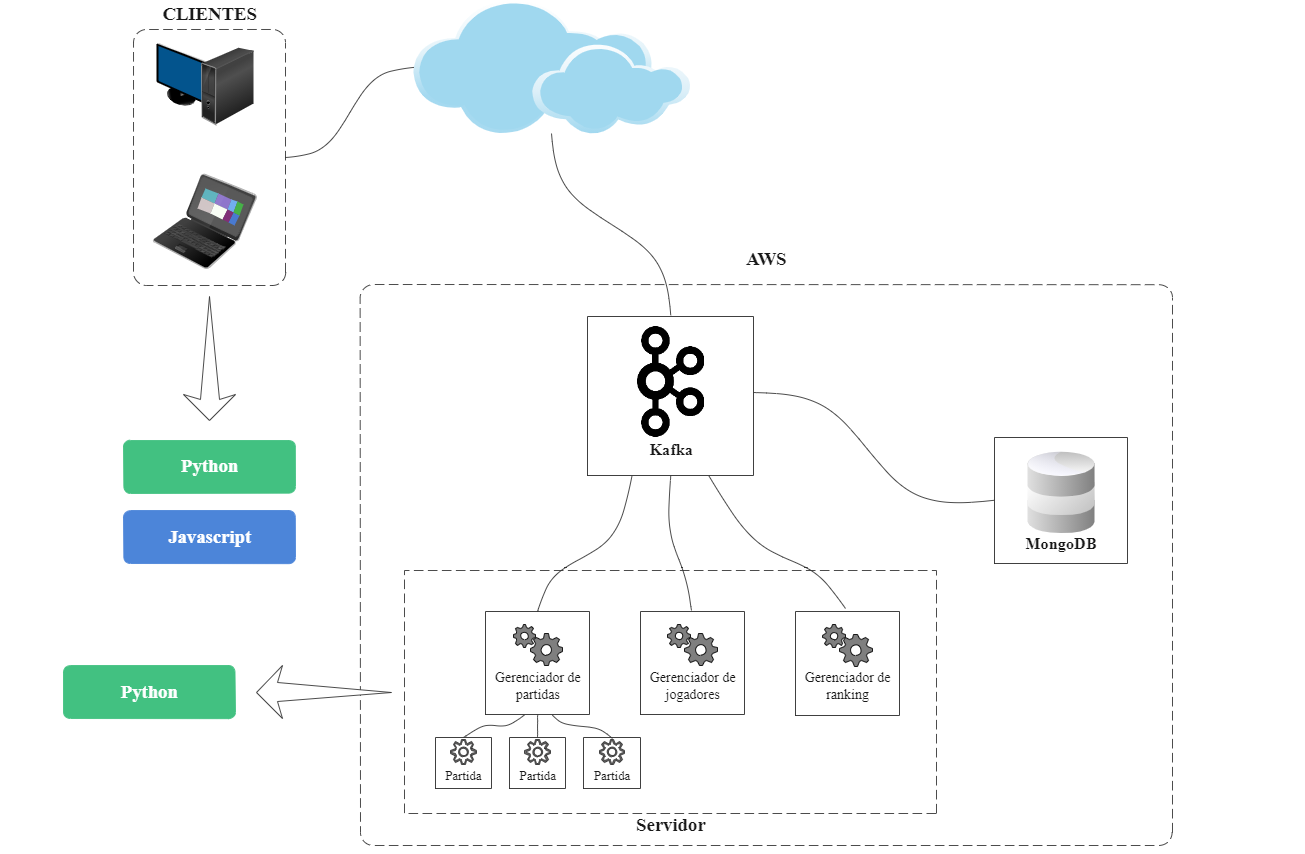 CLIENTES
AWS
Kafka
Python
Javascript
MongoDB
Gerenciador de
partidas
Gerenciador de
jogadores
Gerenciador de
ranking
Python
Partida
Partida
Partida
Servidor